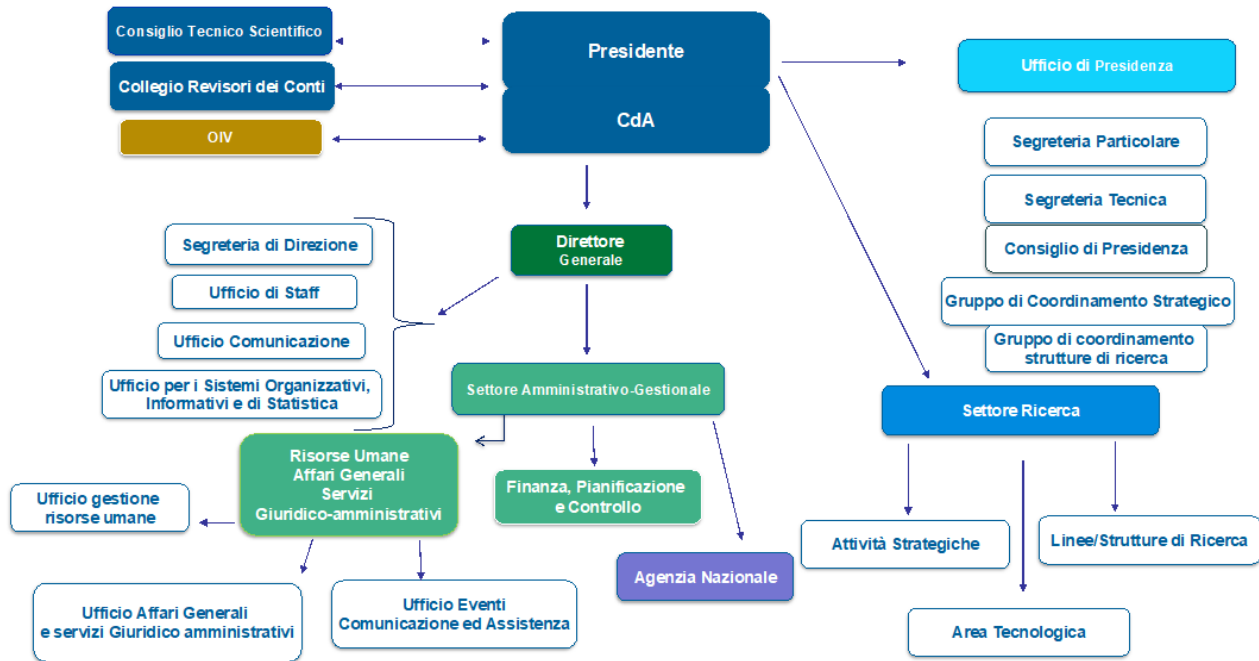 Consiglio Tecnico Scientifico
Collegio Revisori dei Conti
OIV
Presidente
CdA
Ufficio di Presidenza
Segreteria Particolare
Segreteria Tecnica
Consiglio di Presidenza
Gruppo di Coordinamento Strategico
Gruppo di coordinamento
strutture di ricerca
Direttore
Generale
Segreteria di Direzione
Ufficio di Staff
Ufficio Comunicazione
Ufficio per i Sistemi Organizzativi,
Informativi e di Statistica
Settore Amministrativo-Gestionale
Settore Ricerca
Risorse Umane
Affari Generali
Servizi
Giuridico-amministrativi
Finanza, Pianificazione
e Controllo
Agenzia Nazionale
Ufficio gestione
risorse umane
Ufficio Affari Generali
e servizi Giuridico amministrativi
Ufficio Eventi
Comunicazione ed Assistenza
Attività Strategiche
Linee/Strutture di Ricerca
Area Tecnologica